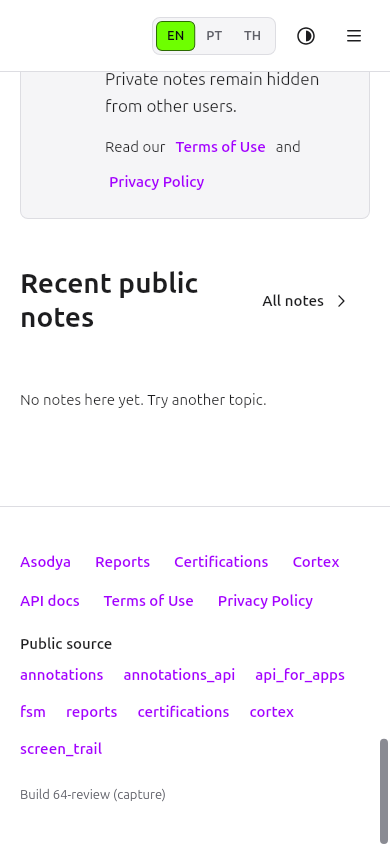 EN PT TH
Private notes remain hidden
from other users.
Read our Terms of Use and
Privacy Policy
Recent public
notes
All notes
No notes here yet. Try another topic.
Asodya Reports Certifications Cortex
API docs Terms of Use Privacy Policy
Public source
annotations annotations_api api_for_apps
fsm reports certifications cortex
screen_trail
Build 64-review (capture)